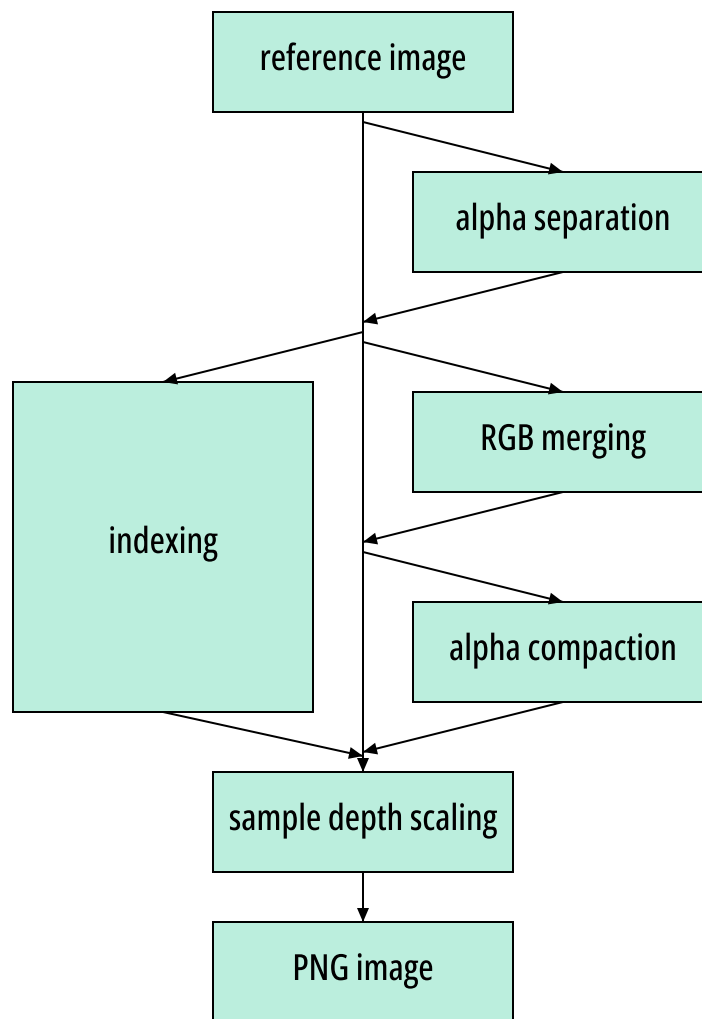 reference image
alpha separation
RGB merging
indexing
alpha compaction
sample depth scaling
PNG image